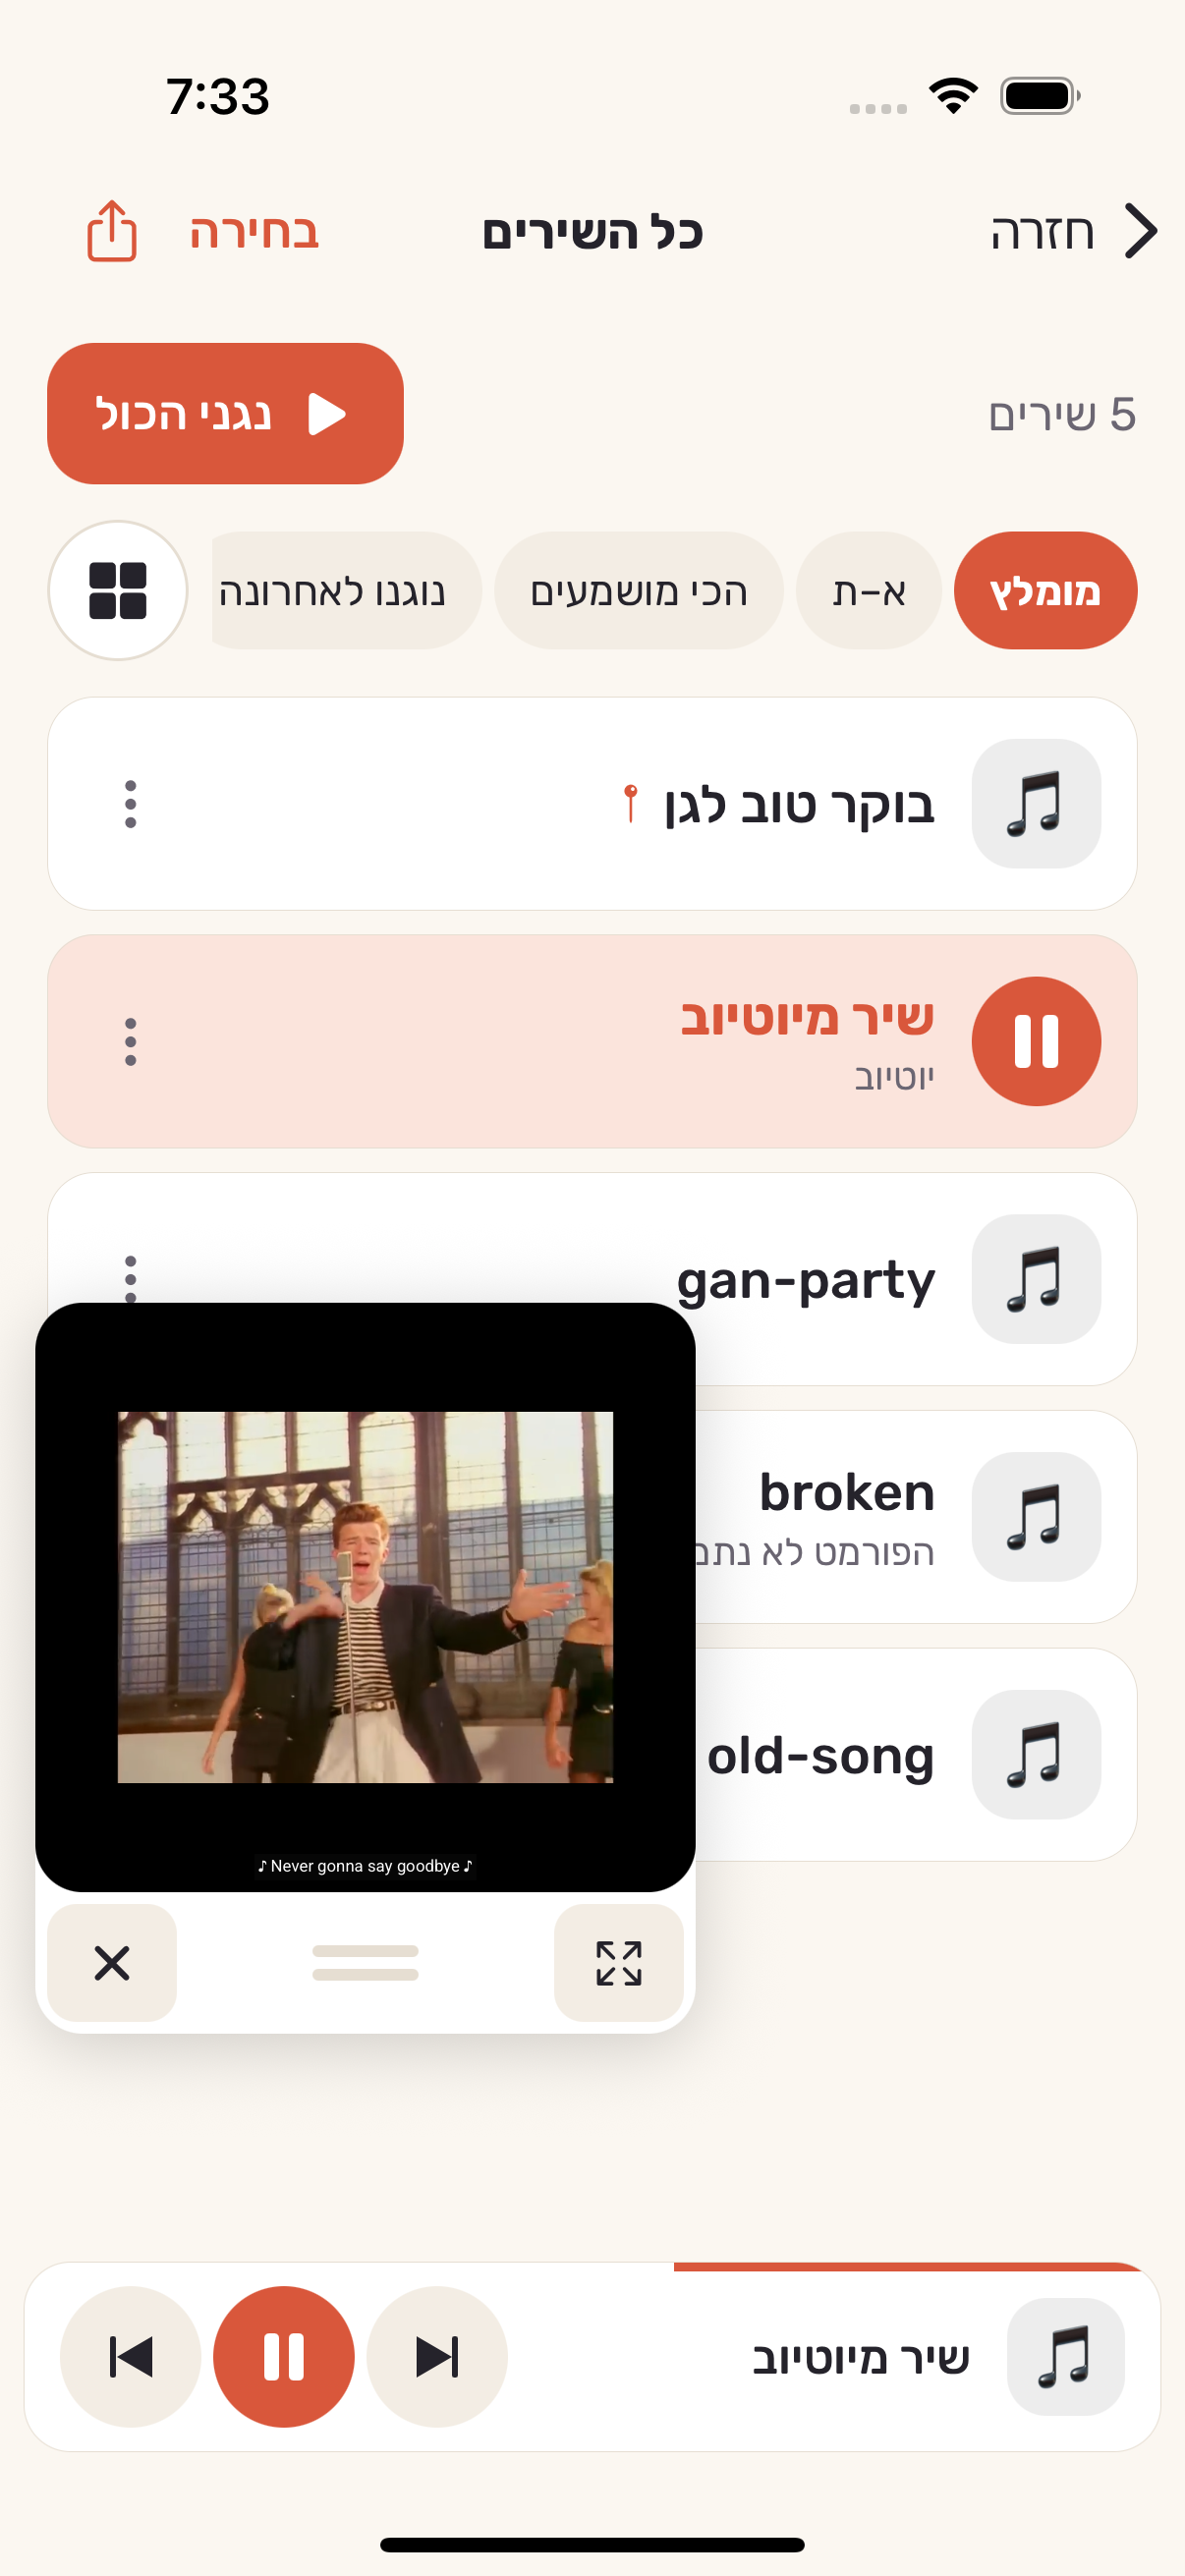 7:33
חזרה
כל השירים
בחירה
5 שירים
נגני הכול
מומלץ
א–ת
הכי מושמעים
נוגנו לאחרונה
בוקר טוב לגן
שיר מיוטיוב
יוטיוב
gan-party
broken
הפורמט לא
old-song
♪ Never gonna say goodbye ♪
שיר מיוטיוב